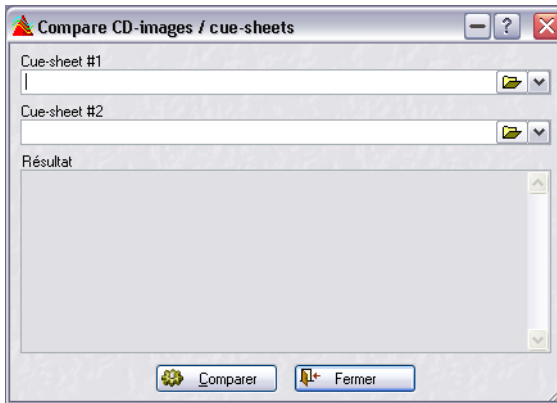 Compare CD-images / cue-sheets
Cue-sheet #1
Cue-sheet #2
Résultat
Comparer
Fermer